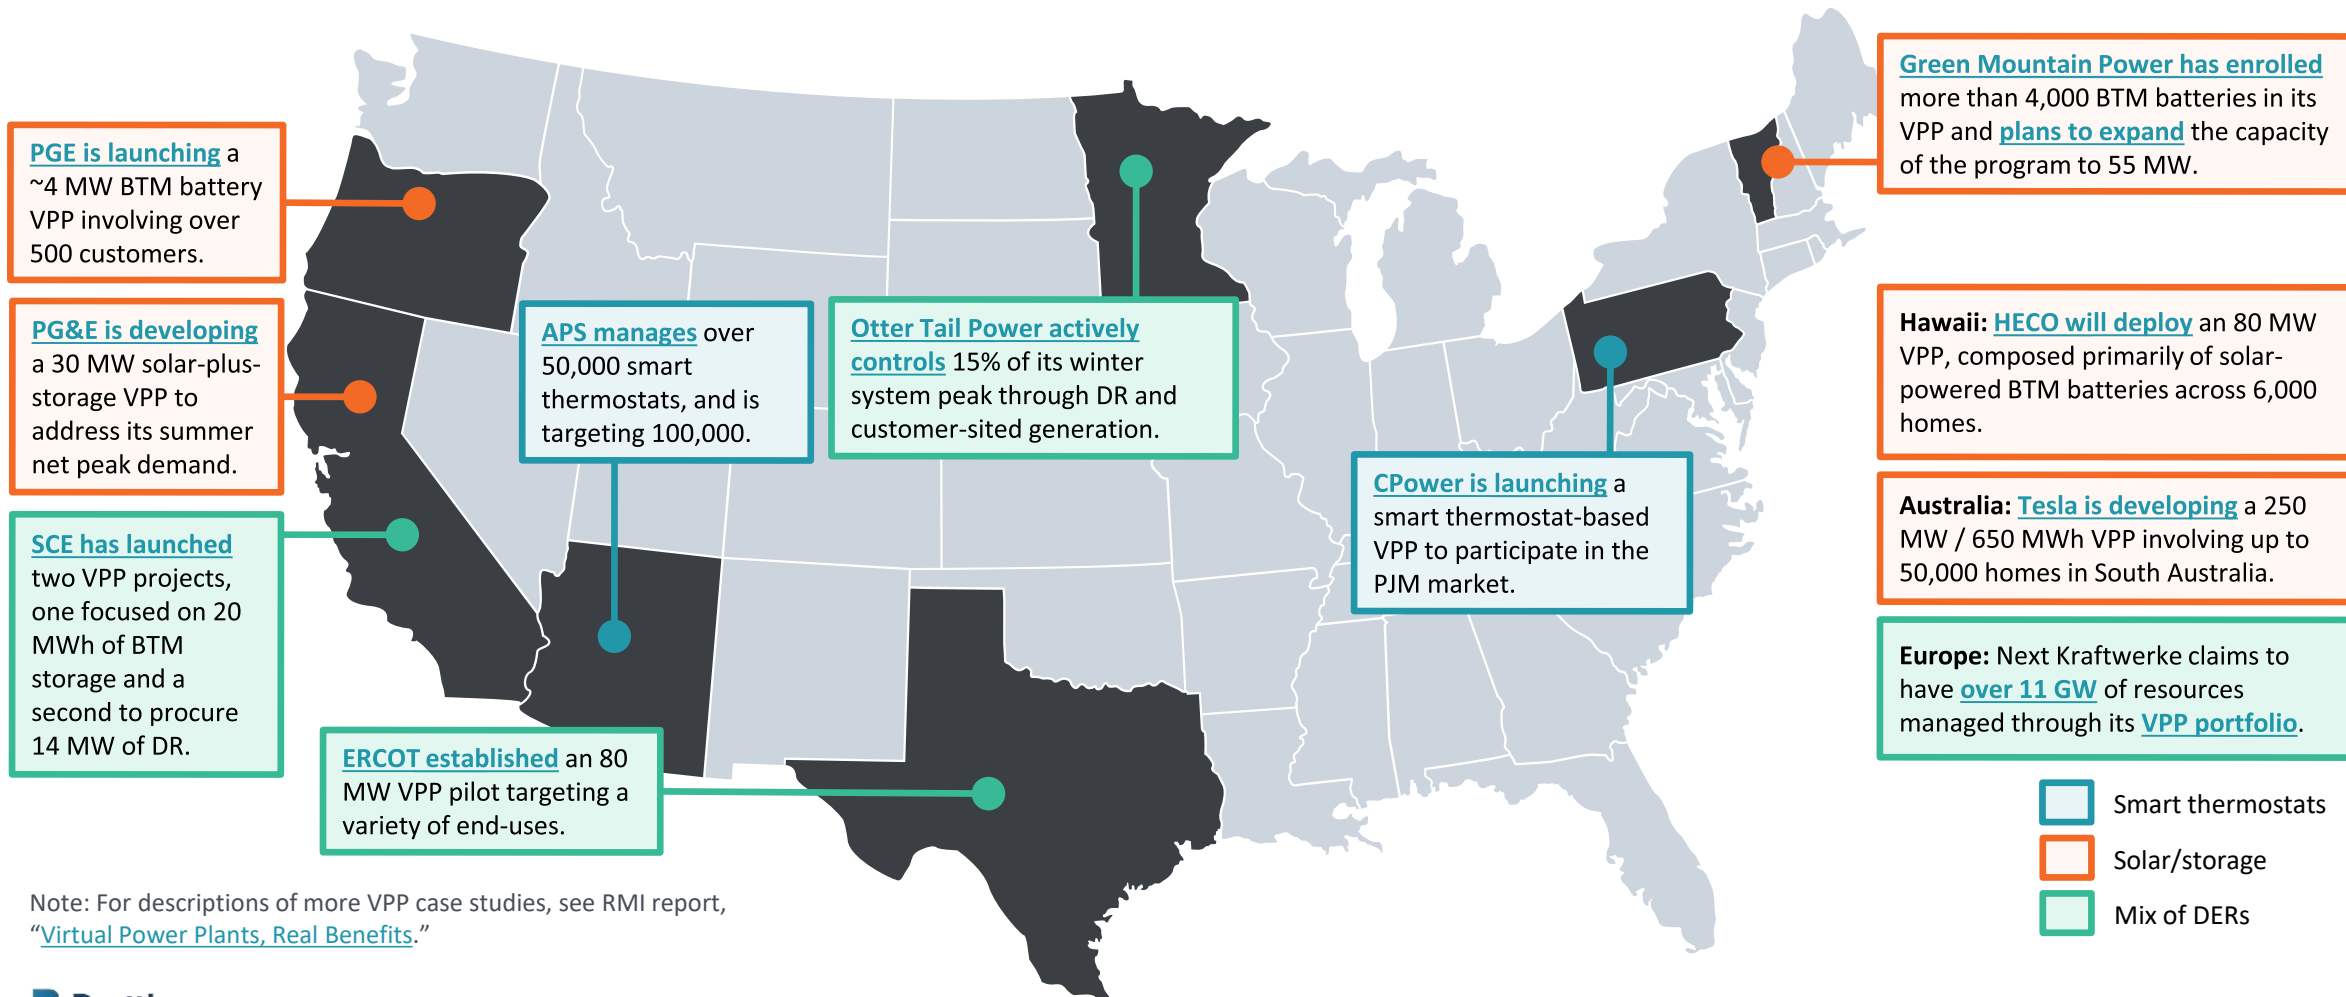 PGE is launching a
~4 MW BTM battery
VPP involving over
500 customers.
PG&E is developing
a 30 MW solar-plus-
storage VPP to
address its summer
net peak demand.
SCE has launched
two VPP projects,
one focused on 20
MWh of BTM
storage and a
second to procure
14 MW of DR.
APS manages over
50,000 smart
thermostats, and is
targeting 100,000.
Otter Tail Power actively
controls 15% of its winter
system peak through DR and
customer-sited generation.
ERCOT established an 80
MW VPP pilot targeting a
variety of end-uses.
CPower is launching a
smart thermostat-based
VPP to participate in the
PJM market.
Green Mountain Power has enrolled
more than 4,000 BTM batteries in its
VPP and plans to expand the capacity
of the program to 55 MW.
Hawaii: HECO will deploy an 80 MW
VPP, composed primarily of solar-
powered BTM batteries across 6,000
homes.
Australia: Tesla is developing a 250
MW / 650 MWh VPP involving up to
50,000 homes in South Australia.
Europe: Next Kraftwerke claims to
have over 11 GW of resources
managed through its VPP portfolio.
Smart thermostats
Solar/storage
Mix of DERs
Note: For descriptions of more VPP case studies, see RMI report,
“Virtual Power Plants, Real Benefits.”